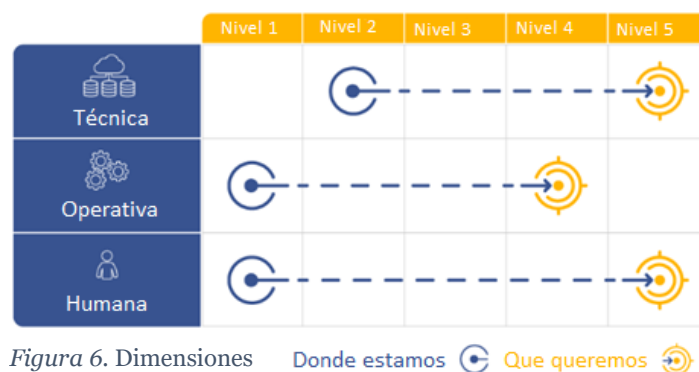 Nivel 1 Nivel 2 Nivel 3 Nivel 4 Nivel 5
Técnica
Operativa
Humana
Figura 6. Dimensiones Donde estamos Que queremos